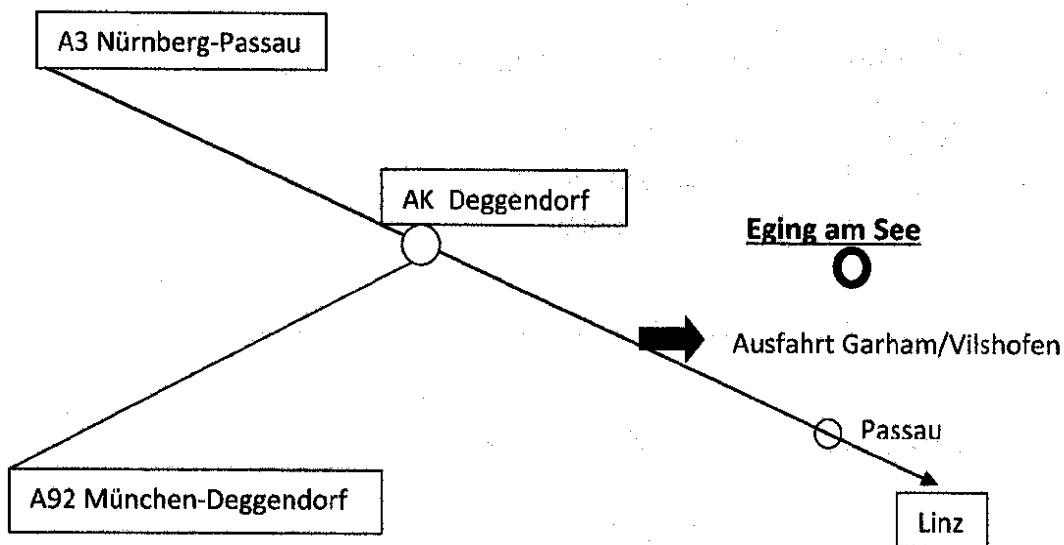 A3 Nürnberg-Passau
AK Deggendorf
Eging am See
Ausfahrt Garham/Vilshofen
Passau
A92 München-Deggendorf
Linz